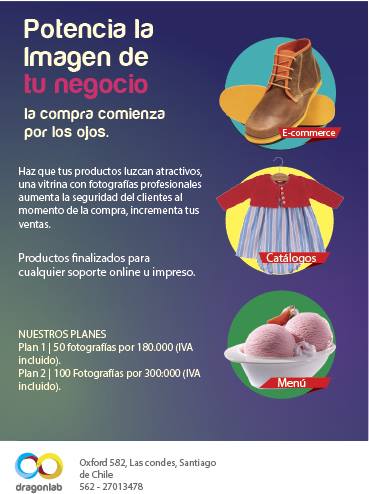 Potencia la
Imagen de
tu negocio
la compra comienza
por los ojos.
E-commerce
Haz que tus productos luzcan atractivos,
una vitrina con fotografías profesionales
aumenta la seguridad del clientes al
momento de la compra, incrementa tus
ventas.
Catálogos
Productos finalizados para
cualquier soporte online u impreso.
NUESTROS PLANES
Plan 1 | 50 fotografías por 180.000 (IVA
incluido).
Plan 2 | 100 Fotografías por 300:000 (IVA
incluido).
Menú
dragonlab
Oxford 582, Las condes, Santiago
de Chile
562 - 27013478